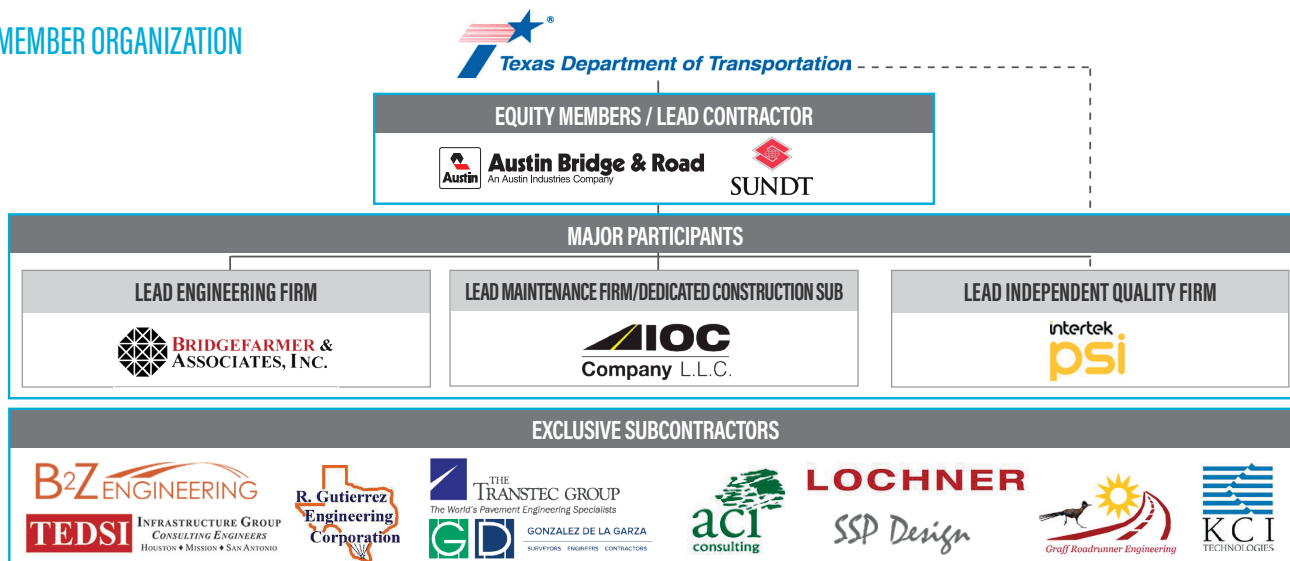 MEMBER ORGANIZATION
®
Texas Department of Transportation
EQUITY MEMBERS / LEAD CONTRACTOR
Austin
Austin Bridge & Road
An Austin Industries Company
SUNDT
MAJOR PARTICIPANTS
LEAD ENGINEERING FIRM
BRIDGEFARMER &
ASSOCIATES, INC.
LEAD MAINTENANCE FIRM/DEDICATED CONSTRUCTION SUB
IOC
Company L.L.C.
LEAD INDEPENDENT QUALITY FIRM
intertek
psi
EXCLUSIVE SUBCONTRACTORS
B2Z ENGINEERING
TEDSI
INFRASTRUCTURE GROUP
CONSULTING ENGINEERS
HOUSTON ♦ MISSION ♦ SAN ANTONIO
R. Gutierrez
Engineering
Corporation
THE
TRANSTEC GROUP
The World's Pavement Engineering Specialists
GD
GONZALEZ DE LA GARZA
SURVEYORS ENGINEERS CONTRACTORS
aci
consulting
LOCHNER
SSP Design
Graff Roadrunner Engineering
KCI
TECHNOLOGIES